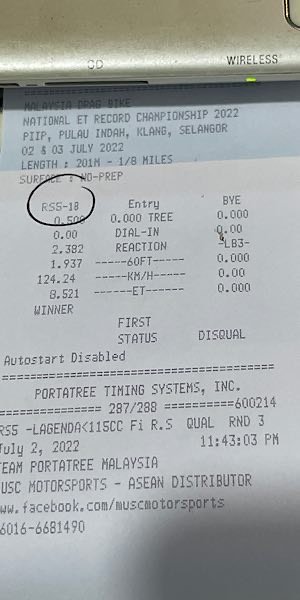 CD WIRELESS
MALAYSIA DRAG BIKE
NATIONAL ET RECORD CHAMPIONSHIP 2022
PIIP, PULAU INDAH, KLANG, SELANGOR
02 & 03 JULY 2022
LENGTH : 201M - 1/8 MILES
SURFACE : NO-PREP
RS5-18 Entry BYE
0.500 0.000 TREE 0.000
0.00 DIAL-IN 0.00
2.382 REACTION -LB3-
1.937 -----60FT----- 0.000
124.24 -----KM/H----- 0.00
8.521 ------ET------ 0.000
WINNER
FIRST
STATUS DISQUAL
Autostart Disabled
PORTATREE TIMING SYSTEMS, INC.
287/288 600214
RS5 -LAGENDA<115CC Fi R.S QUAL RND 3
July 2, 2022 11:43:03 PM
TEAM PORTATREE MALAYSIA
MUSC MOTORSPORTS - ASEAN DISTRIBUTOR
www.facebook.com/muscmotorsports
6016-6681490